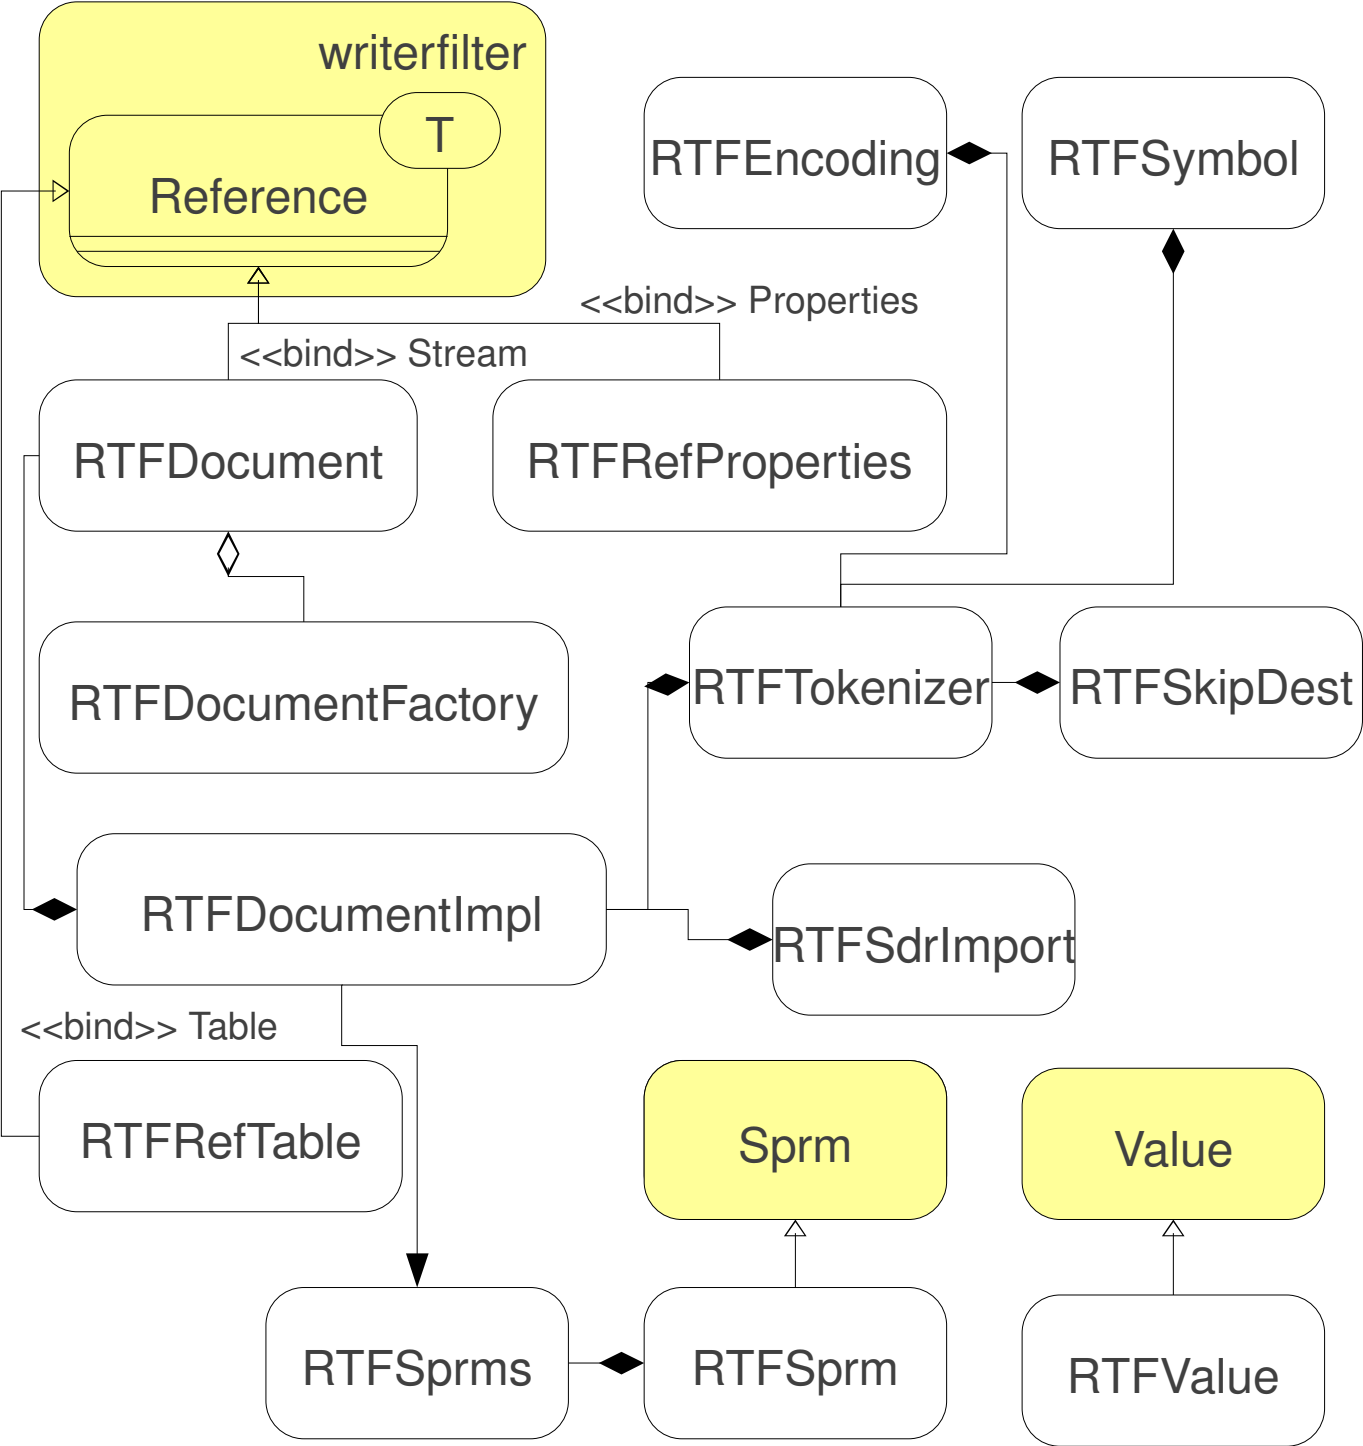 writerfilter
T
Reference
RTFEncoding
RTFSymbol
<<bind>> Properties
<<bind>> Stream
RTFDocument
RTFRefProperties
RTFDocumentFactory
RTFTokenizer
RTFSkipDest
RTFDocumentImpl
RTFSdrImport
<<bind>> Table
RTFRefTable
Sprm
Value
RTFSprms
RTFSprm
RTFValue